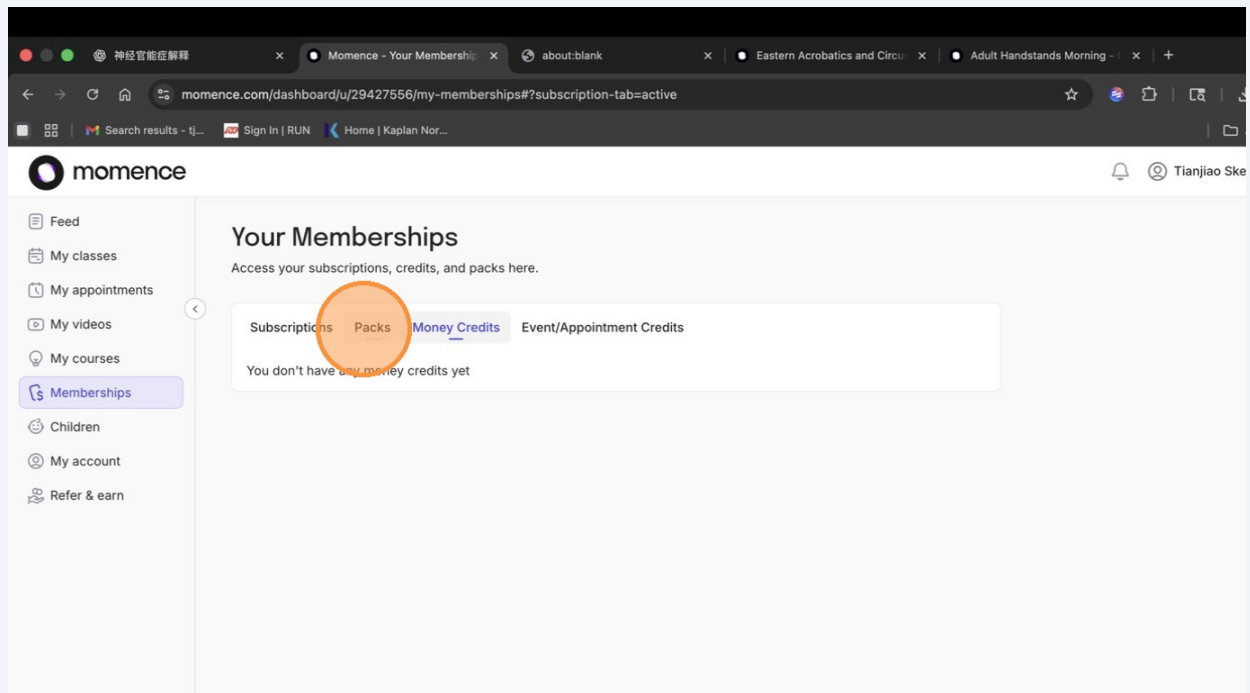 神经官能症解释
Momence - Your Membership
about:blank
Eastern Acrobatics and Circu
Adult Handstands Morning -
momence.com/dashboard/u/29427556/my-memberships#?subscription-tab=active
Search results - tj...
Sign In | RUN
Home | Kaplan Nor...
momence
Tianjiao Ske
Feed
My classes
My appointments
My videos
My courses
Memberships
Children
My account
Refer & earn
Your Memberships
Access your subscriptions, credits, and packs here.
Subscriptions Packs Money Credits Event/Appointment Credits
You don't have any money credits yet